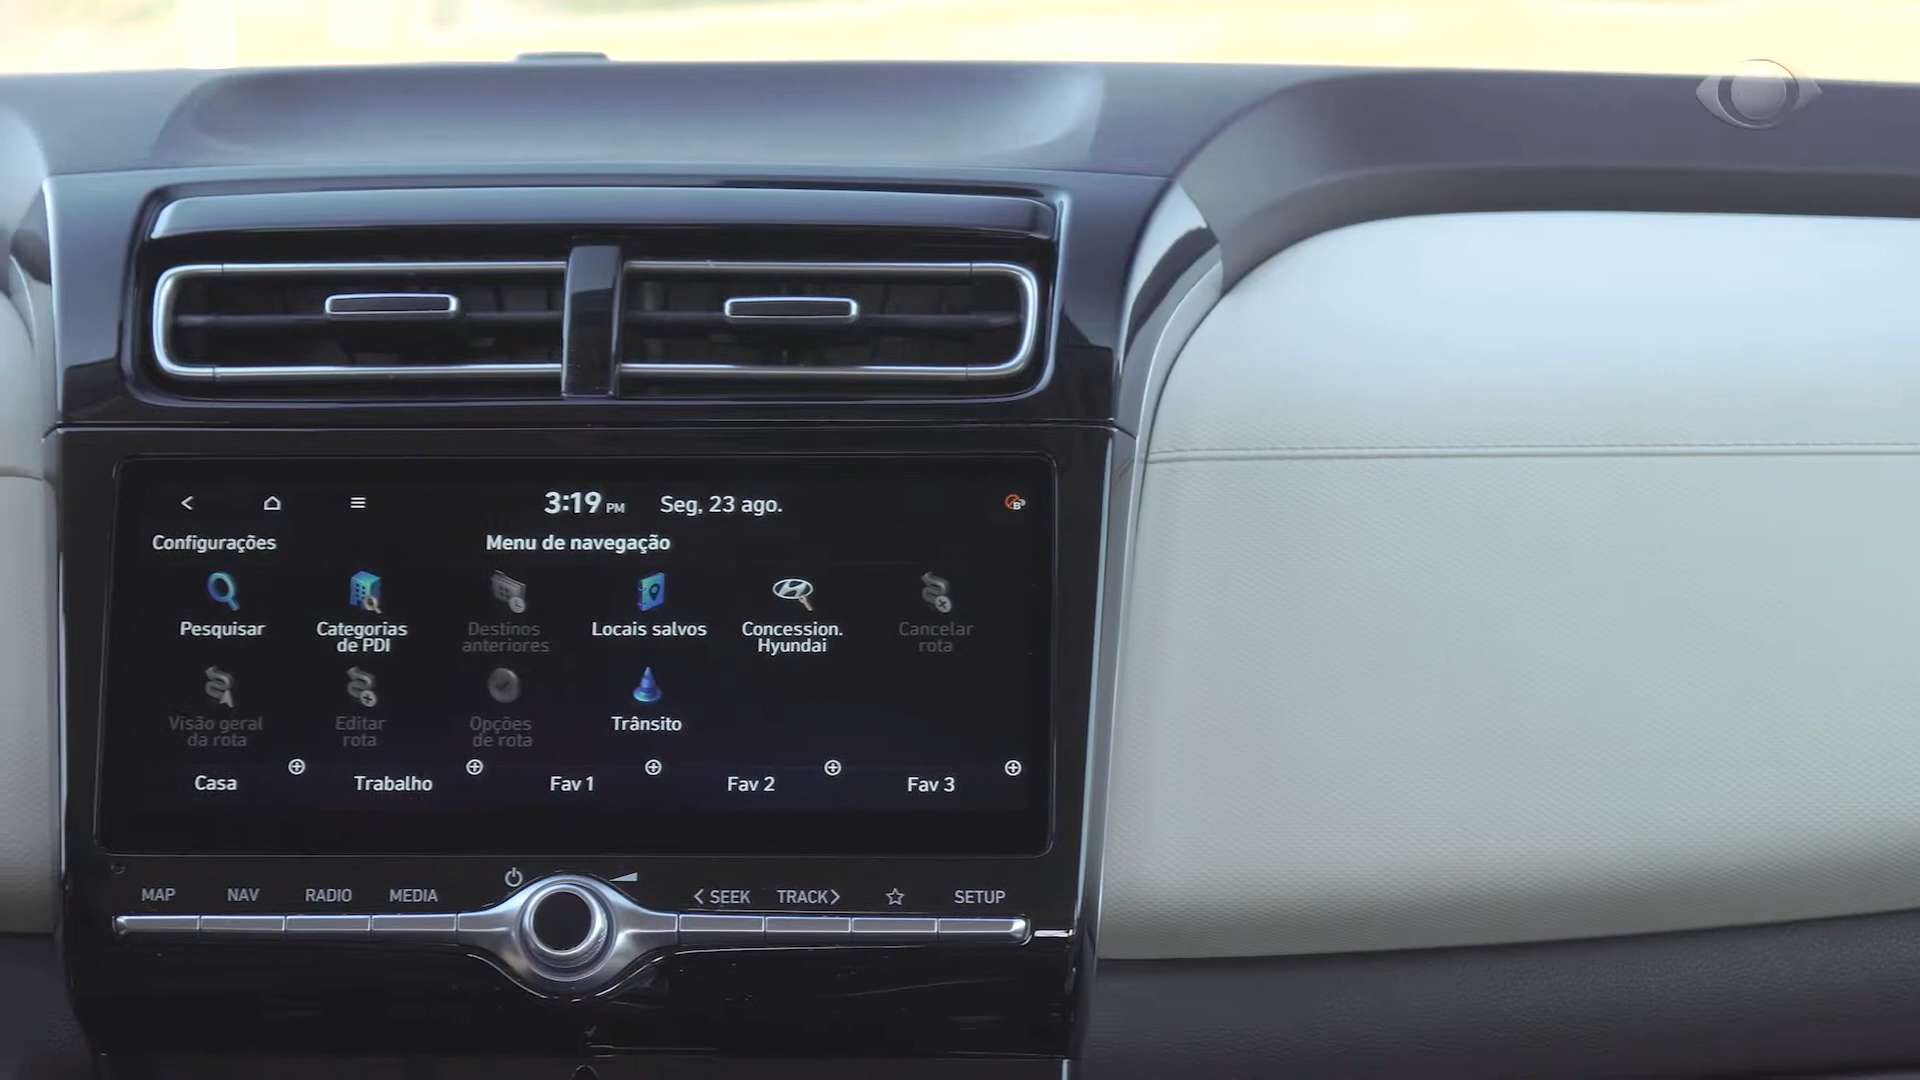 3:19 PM Seg, 23 ago.
Configurações
Menu de navegação
Pesquisar
Categorias
de PDI
Destinos
anteriores
Locais salvos
Concession.
Hyundai
Cancelar
rota
Visão geral
da rota
Editar
rota
Opções
de rota
Trânsito
Casa
Trabalho
Fav 1
Fav 2
Fav 3
MAP
NAV
RADIO
MEDIA
SEEK
TRACK
SETUP